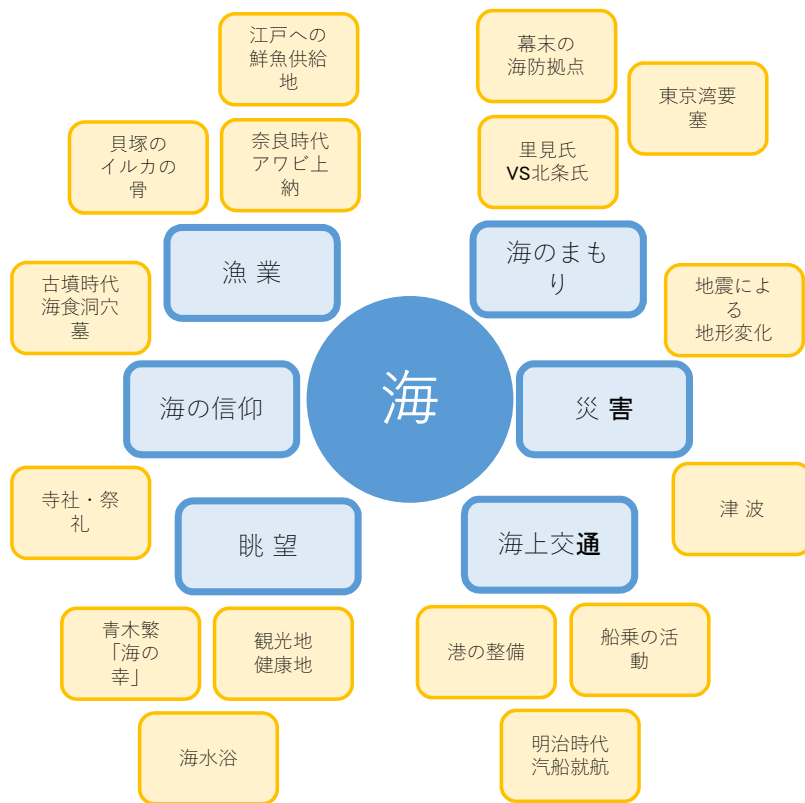 江戸への
鮮魚供給
地
幕末の
海防拠点
東京湾要
塞
貝塚の
イルカの
骨
奈良時代
アワビ上
納
里見氏
VS北条氏
漁 業
海のまも
り
古墳時代
海食洞穴
墓
地震によ
る
地形変化
海
海の信仰
災 害
寺社・祭
礼
津 波
眺 望
海上交通
青木繁
「海の
幸」
観光地
健康地
港の整備
船乗の活
動
海水浴
明治時代
汽船就航